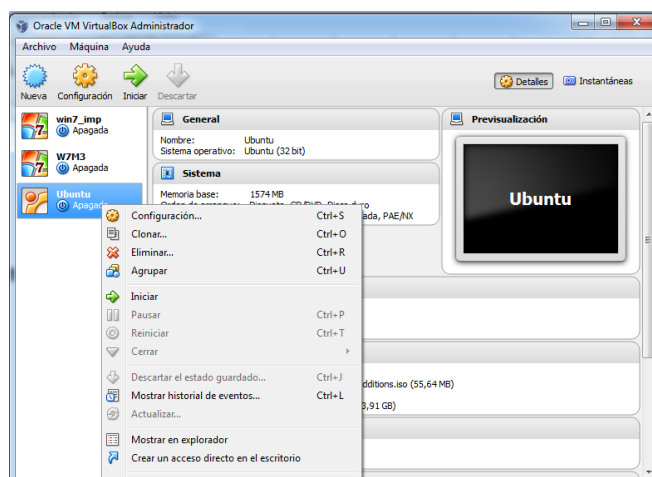 Oracle VM VirtualBox Administrador
Archivo Máquina Ayuda
Nueva Configuración Iniciar Descartar
Detalles Instantáneas
win7_imp
Apagada
W7M3
Apagada
Ubuntu
Apagada
General
Nombre: Ubuntu
Sistema operativo: Ubuntu (32 bit)
Sistema
Memoria base: 1574 MB
ada, PAE/NX
Previsualización
Ubuntu
Configuración... Ctrl+S
Clonar... Ctrl+O
Eliminar... Ctrl+R
Agrupar Ctrl+U
Iniciar
Pausar Ctrl+P
Reiniciar Ctrl+T
Cerrar
Descartar el estado guardado... Ctrl+J
Mostrar historial de eventos... Ctrl+L
Actualizar...
Mostrar en explorador
Crear un acceso directo en el escritorio
dditions.iso (55,64 MB)
,91 GB)